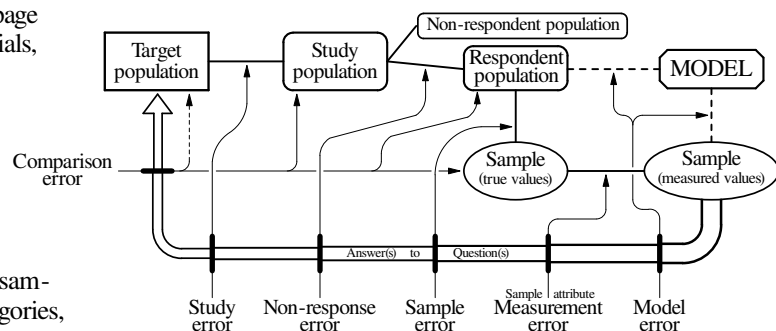 page
ials,
Target
population
Study
population
Non-respondent population
Respondent
population
MODEL
Comparison
error
Sample
(true values)
Sample
(measured values)
Answer(s) to Question(s)
sam-
gories,
Study
error
Non-response
error
Sample
error
Sample attribute
Measurement
error
Model
error